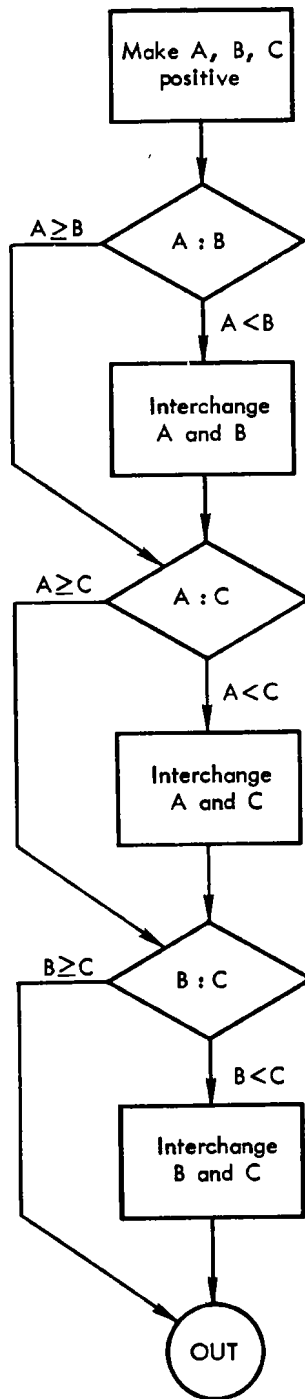 Make A, B, C
positive
A : B
A ≥ B
A < B
Interchange
A and B
A : C
A ≥ C
A < C
Interchange
A and C
B : C
B ≥ C
B < C
Interchange
B and C
OUT